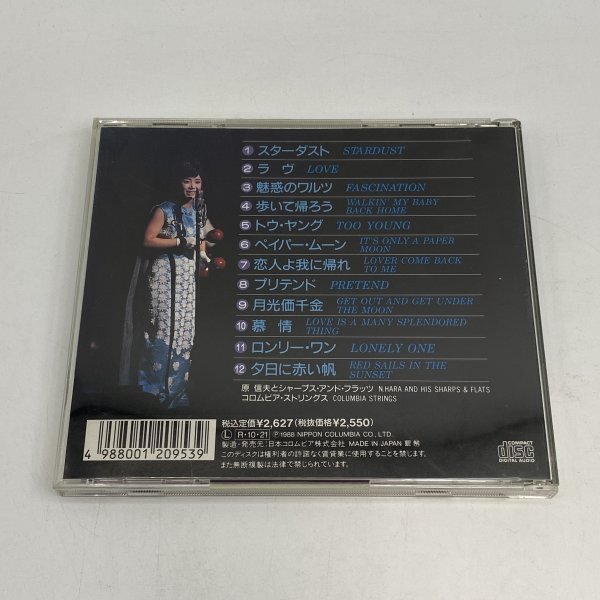 1 スターダスト STARDUST
2 ラヴ LOVE
3 魅惑のワルツ FASCINATION
4 歩いて帰ろう WALKIN' MY BABY BACK HOME
5 トウ・ヤング TOO YOUNG
6 ペイパー・ムーン IT'S ONLY A PAPER MOON
7 恋人よ我に帰れ LOVER COME BACK TO ME
8 プリテンド PRETEND
9 月光価千金 GET OUT AND GET UNDER THE MOON
10 慕情 LOVE IS A MANY SPLENDORED THING
11 ロンリー・ワン LONELY ONE
12 夕日に赤い帆 RED SAILS IN THE SUNSET
原 信夫とシャープス・アンド・フラッツ N.HARA AND HIS SHARPS & FLATS
コロムビア・ストリングス COLUMBIA STRINGS
税込定価¥2,627(税抜価格¥2,550)
L R・10・21 Ⓟ1988 NIPPON COLUMBIA CO., LTD.
製造・発売元:日本コロムビア株式会社 MADE IN JAPAN
このディスクは権利者の許諾なく賃貸業に使用することを禁じます。
また無断複製は法律で禁じられています。
4 988001 209539
COMPACT
disc
DIGITAL AUDIO